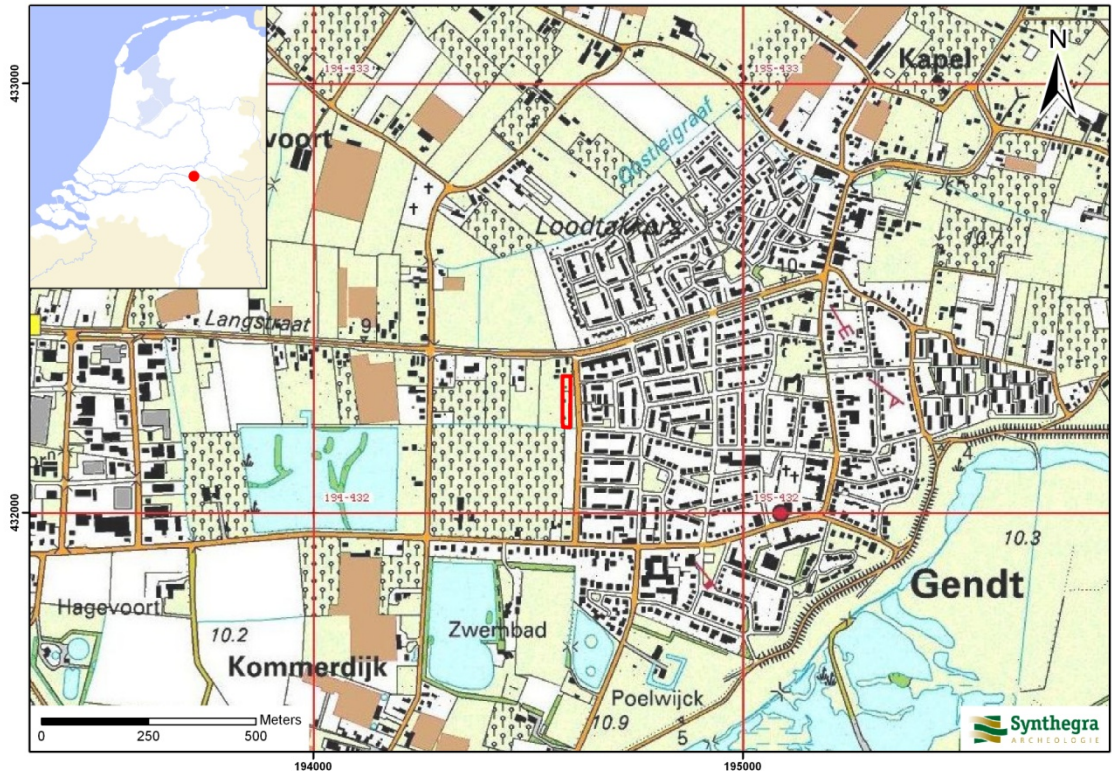 N
433000
194-433
195-433
Kapel
voort
Oostleigraaf
Loodtakkers
10.7
10
Langstraat
9
432000
194-432
195-432
4
10.3
Gendt
Hagevoort
10.2
Zwembad
Kommerdijk
Poelwijck
10.9
5
0
250
500
Meters
194000
195000
Synthegra
ARCHEOLOGIE